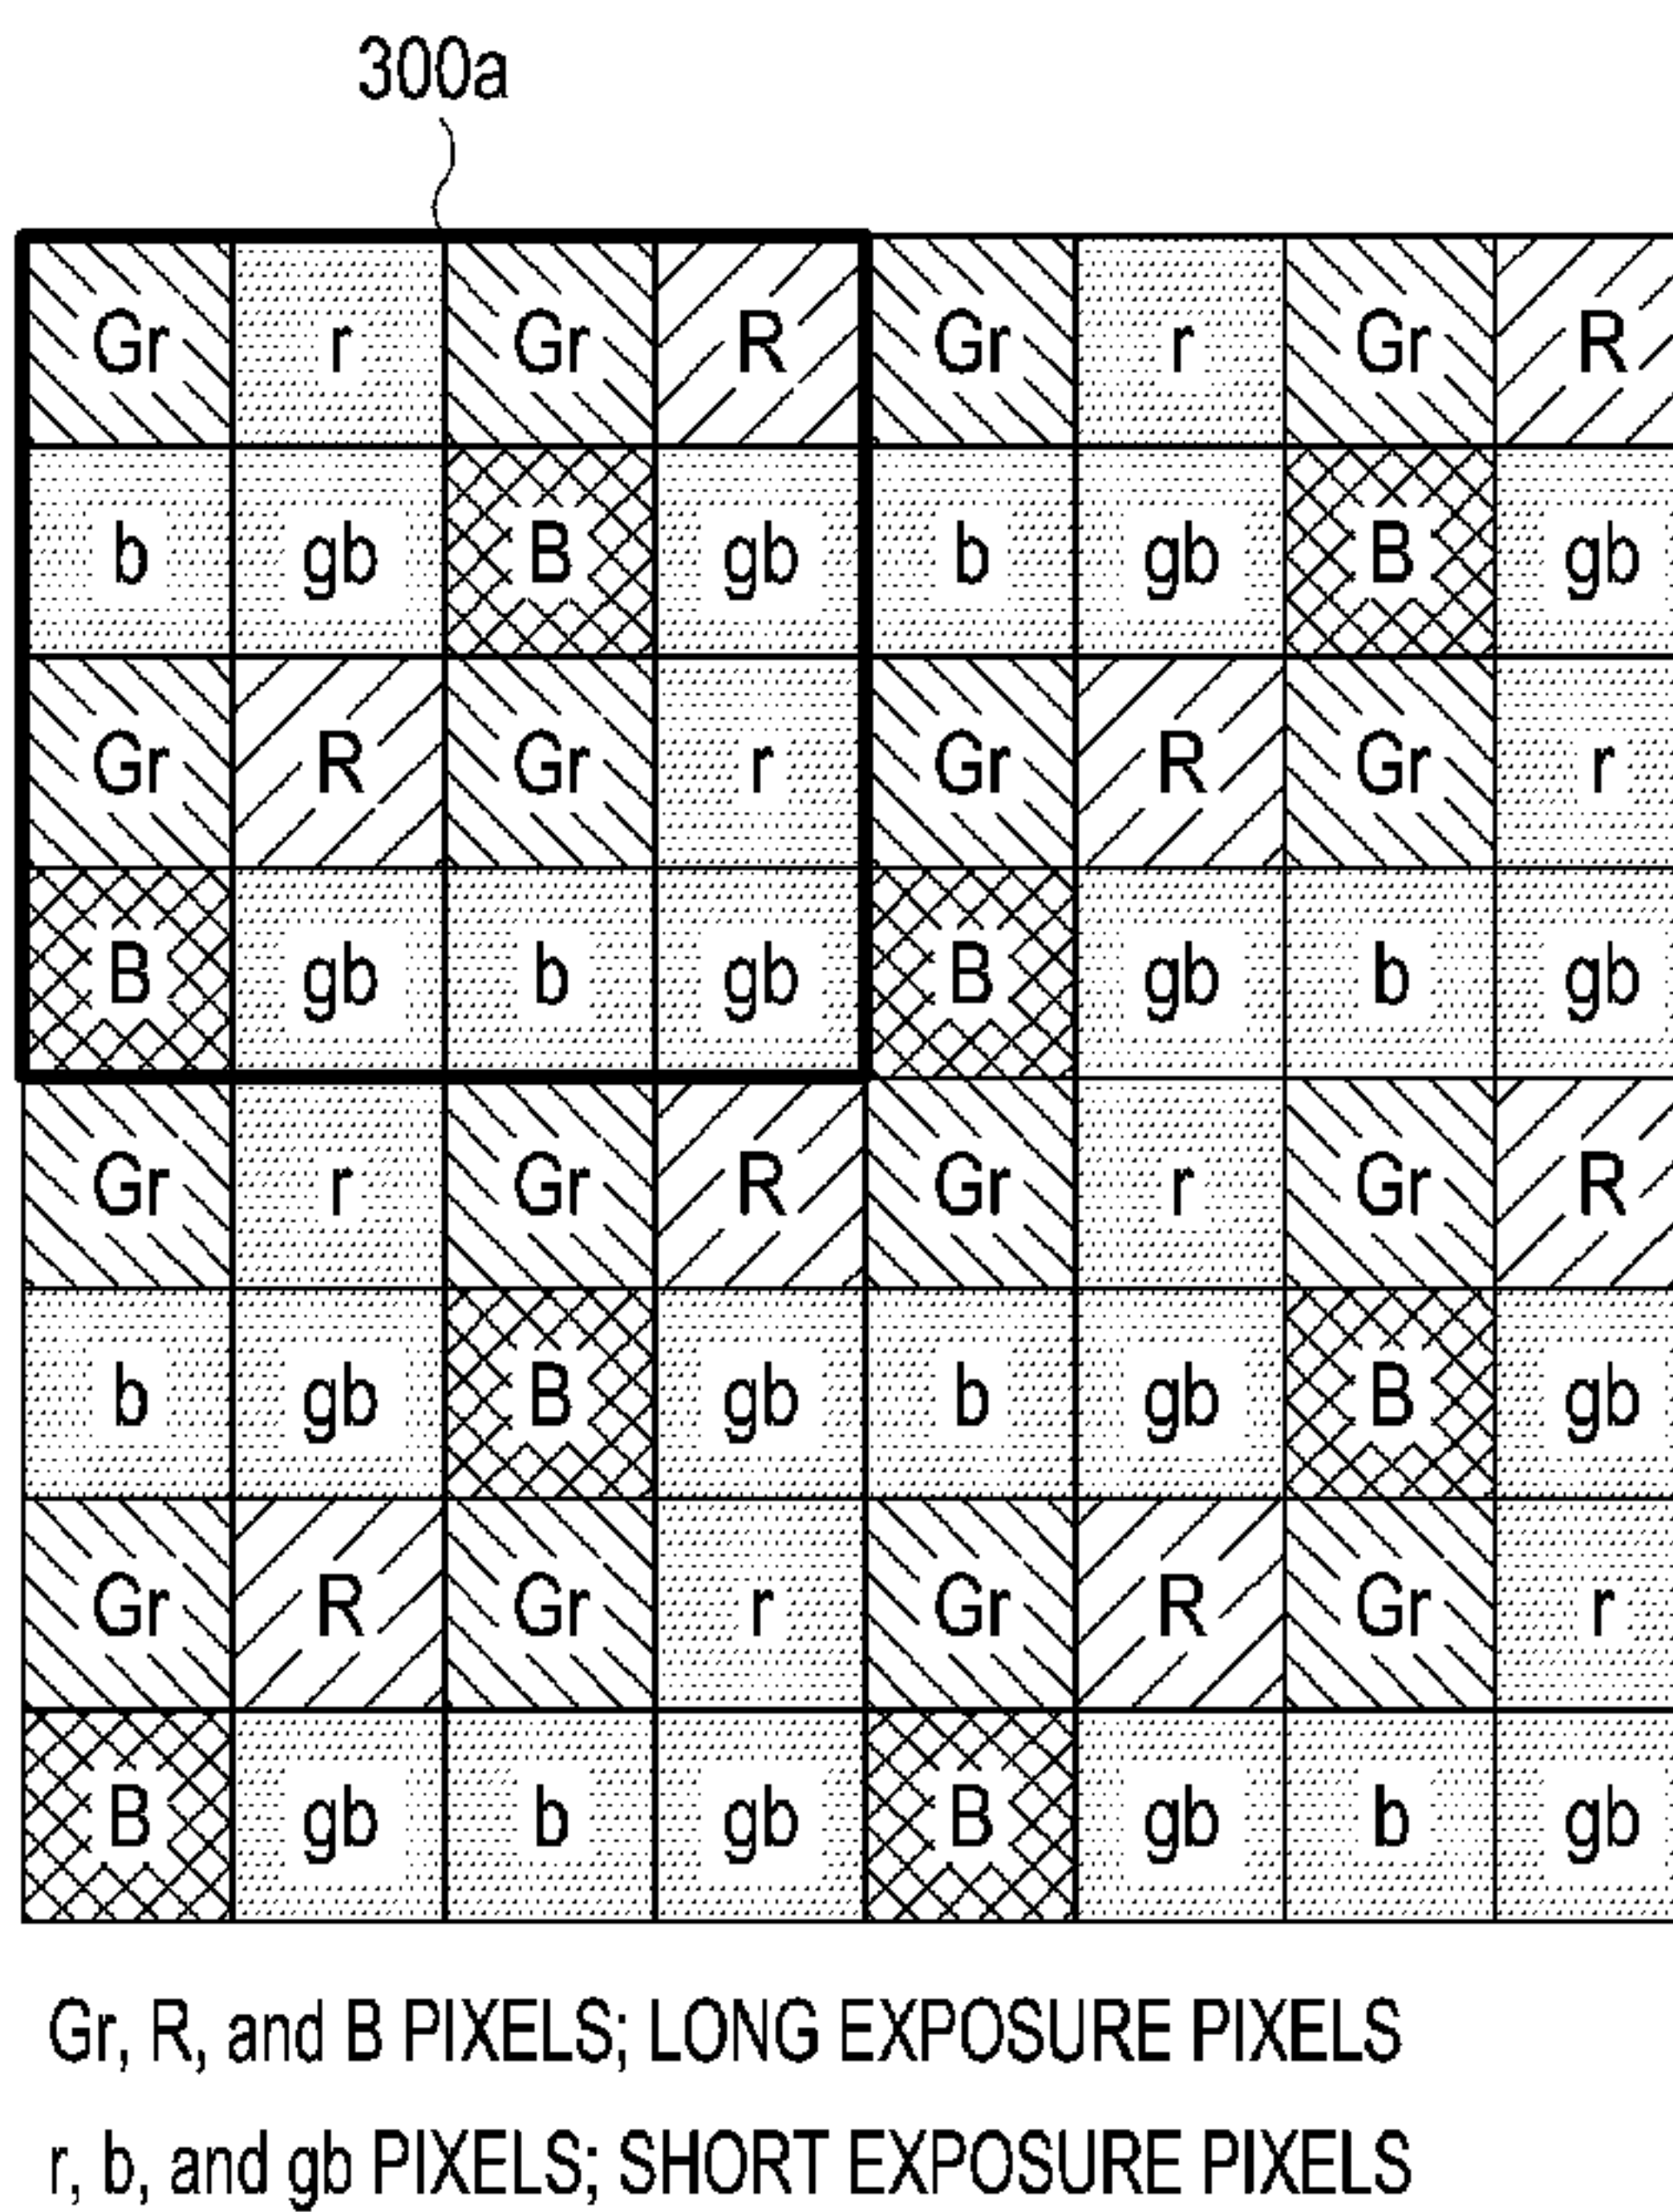 300a
Gr r Gr R Gr r Gr R
b gb B gb b gb B gb
Gr R Gr r Gr R Gr r
B gb b gb B gb b gb
Gr r Gr R Gr r Gr R
b gb B gb b gb B gb
Gr R Gr r Gr R Gr r
B gb b gb B gb b gb
Gr, R, and B PIXELS; LONG EXPOSURE PIXELS
r, b, and gb PIXELS; SHORT EXPOSURE PIXELS